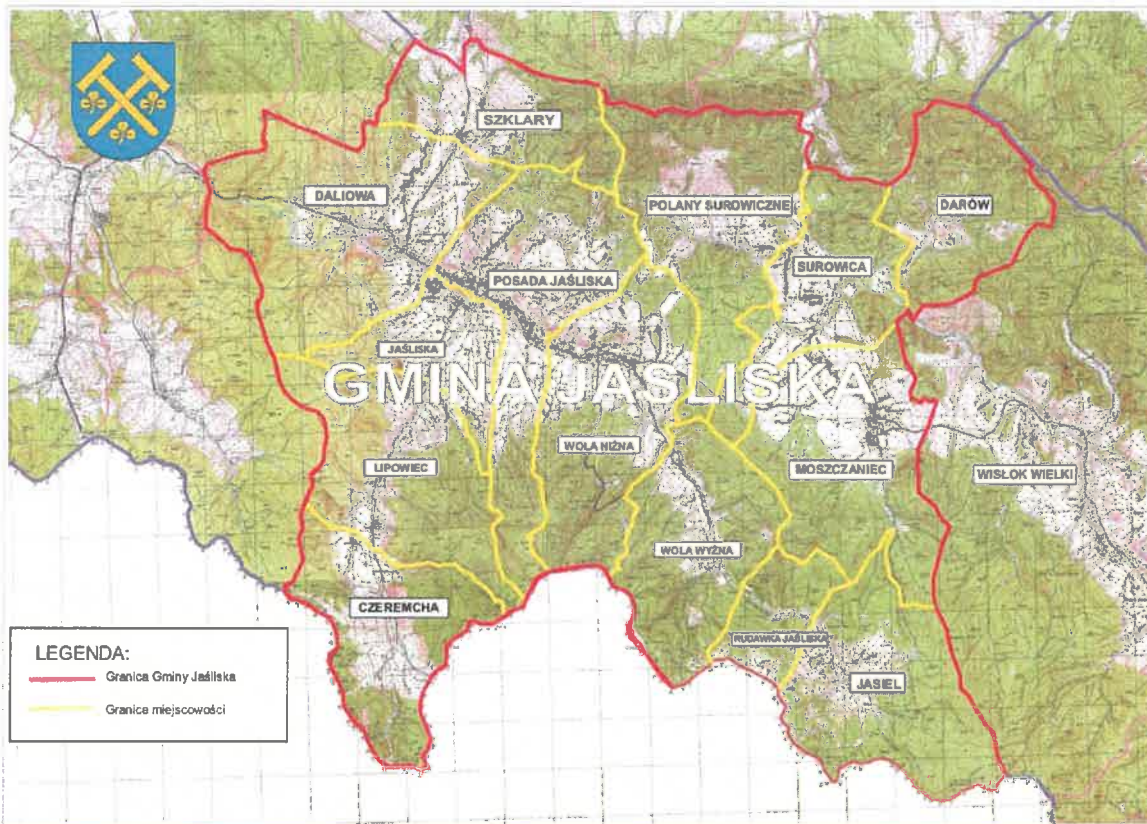 SZKLARY
DALIOWA
POLANY SUROWICZNE
DARÓW
POSADA JAŚLISKA
SUROWICA
JAŚLISKA
GMINA JAŚLISKA
WOLA NIŻNA
LIPOWIEC
MOSZCZANIEC
WISŁOK WIELKI
WOLA WYŻNA
CZEREMCHA
RUDAWKA JAŚLISKA
JASIEL
LEGENDA:
Granica Gminy Jaśliska
Granice miejscowości